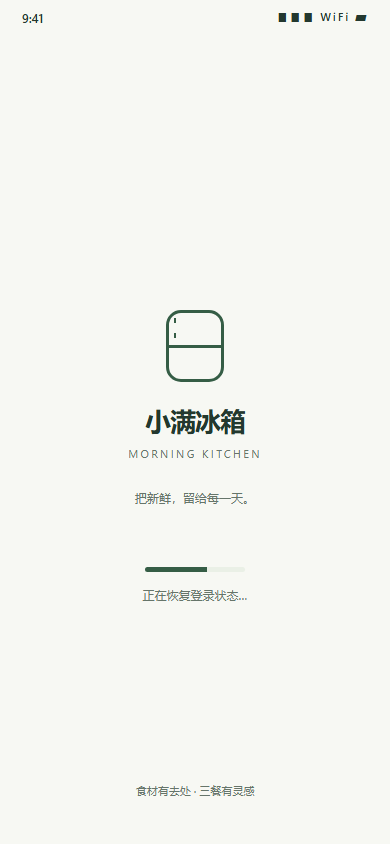 9:41
WiFi
小满冰箱
MORNING KITCHEN
把新鲜，留给每一天。
正在恢复登录状态...
食材有去处 · 三餐有灵感